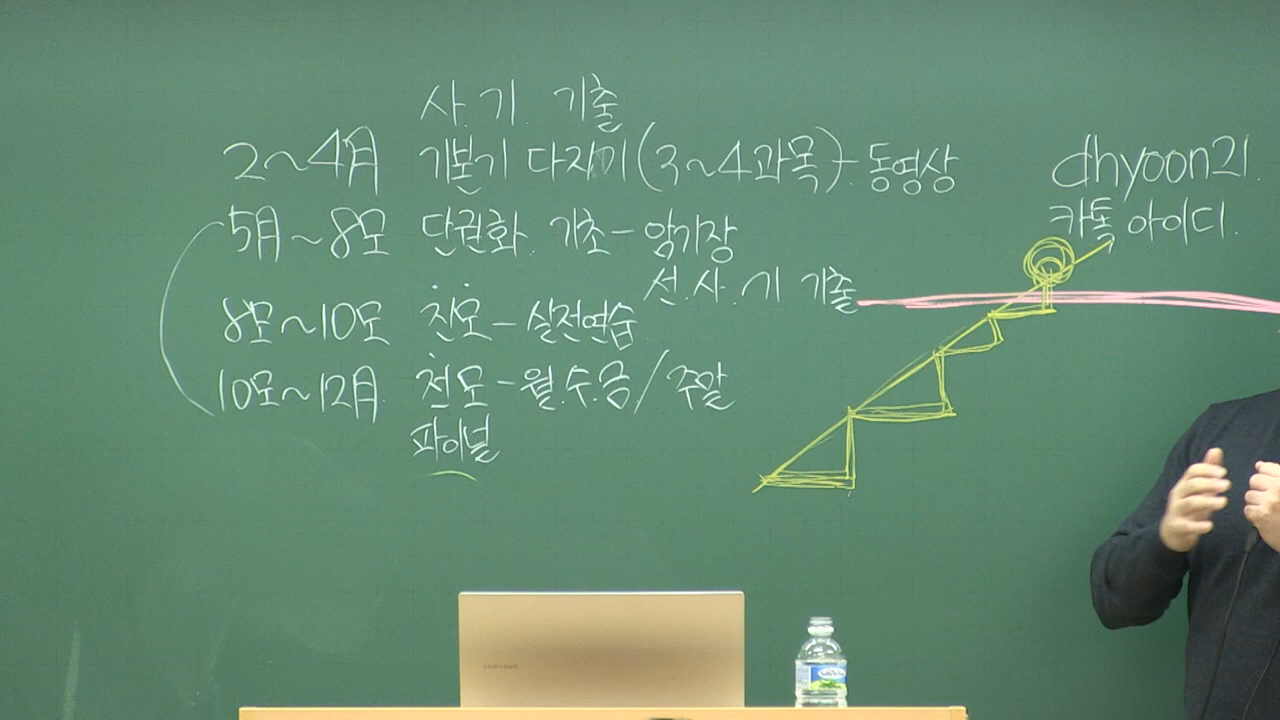 사.기. 기출
2~4月 기본기 다지기(3~4과목)-동영상
5月~8모 단권화. 기초-암기장
선.사.기 기출
8모~10모 진모-실전연습
10모~12月 전모-월.수.금/주말
파이널
dhyoon21.
카톡 아이디.
SAMSUNG